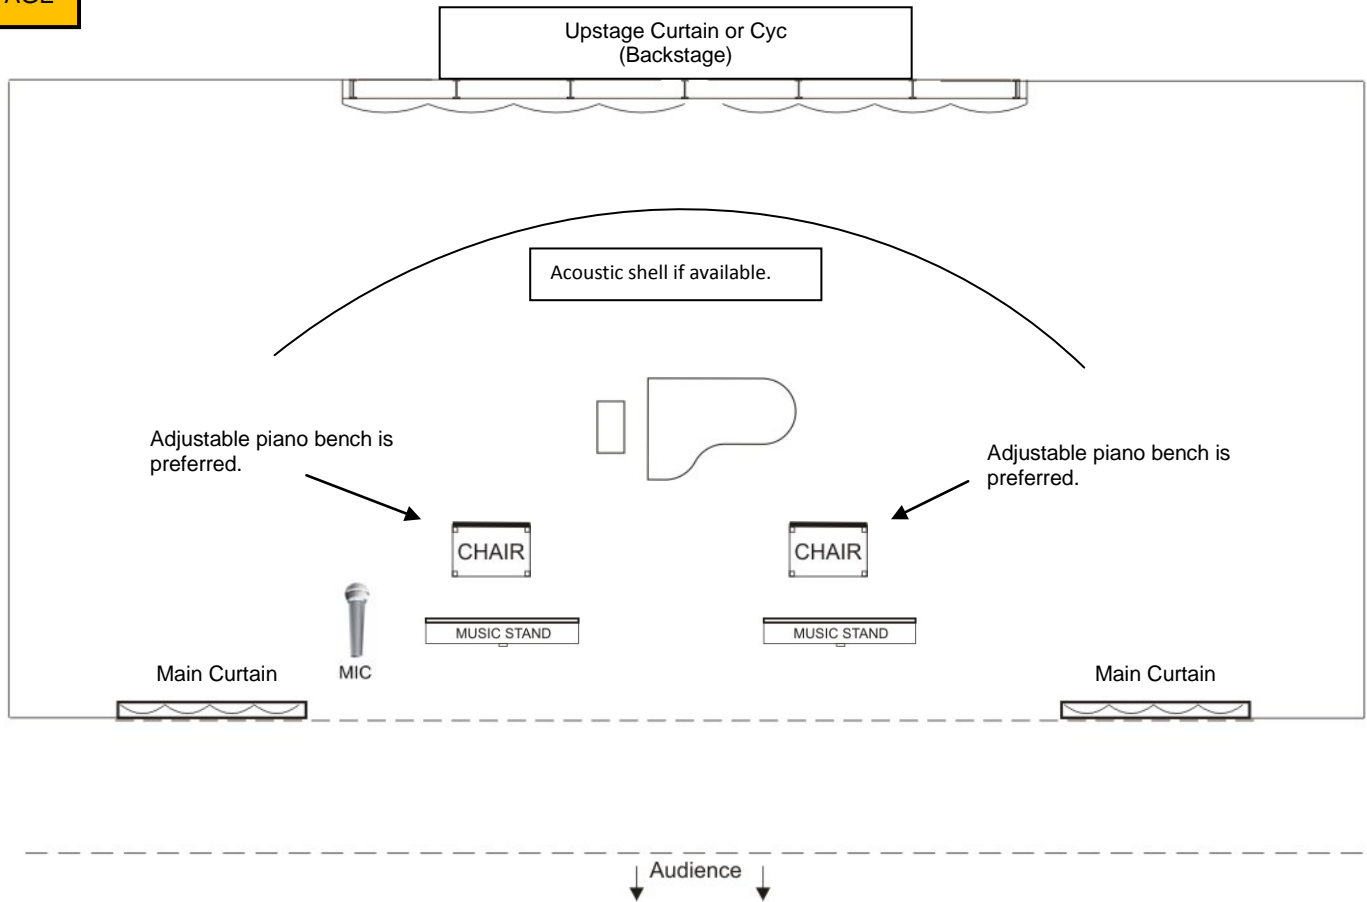 Upstage Curtain or Cyc
(Backstage)
Acoustic shell if available.
Adjustable piano bench is
preferred.
Adjustable piano bench is
preferred.
CHAIR
CHAIR
MUSIC STAND
MUSIC STAND
Main Curtain
MIC
Main Curtain
Audience